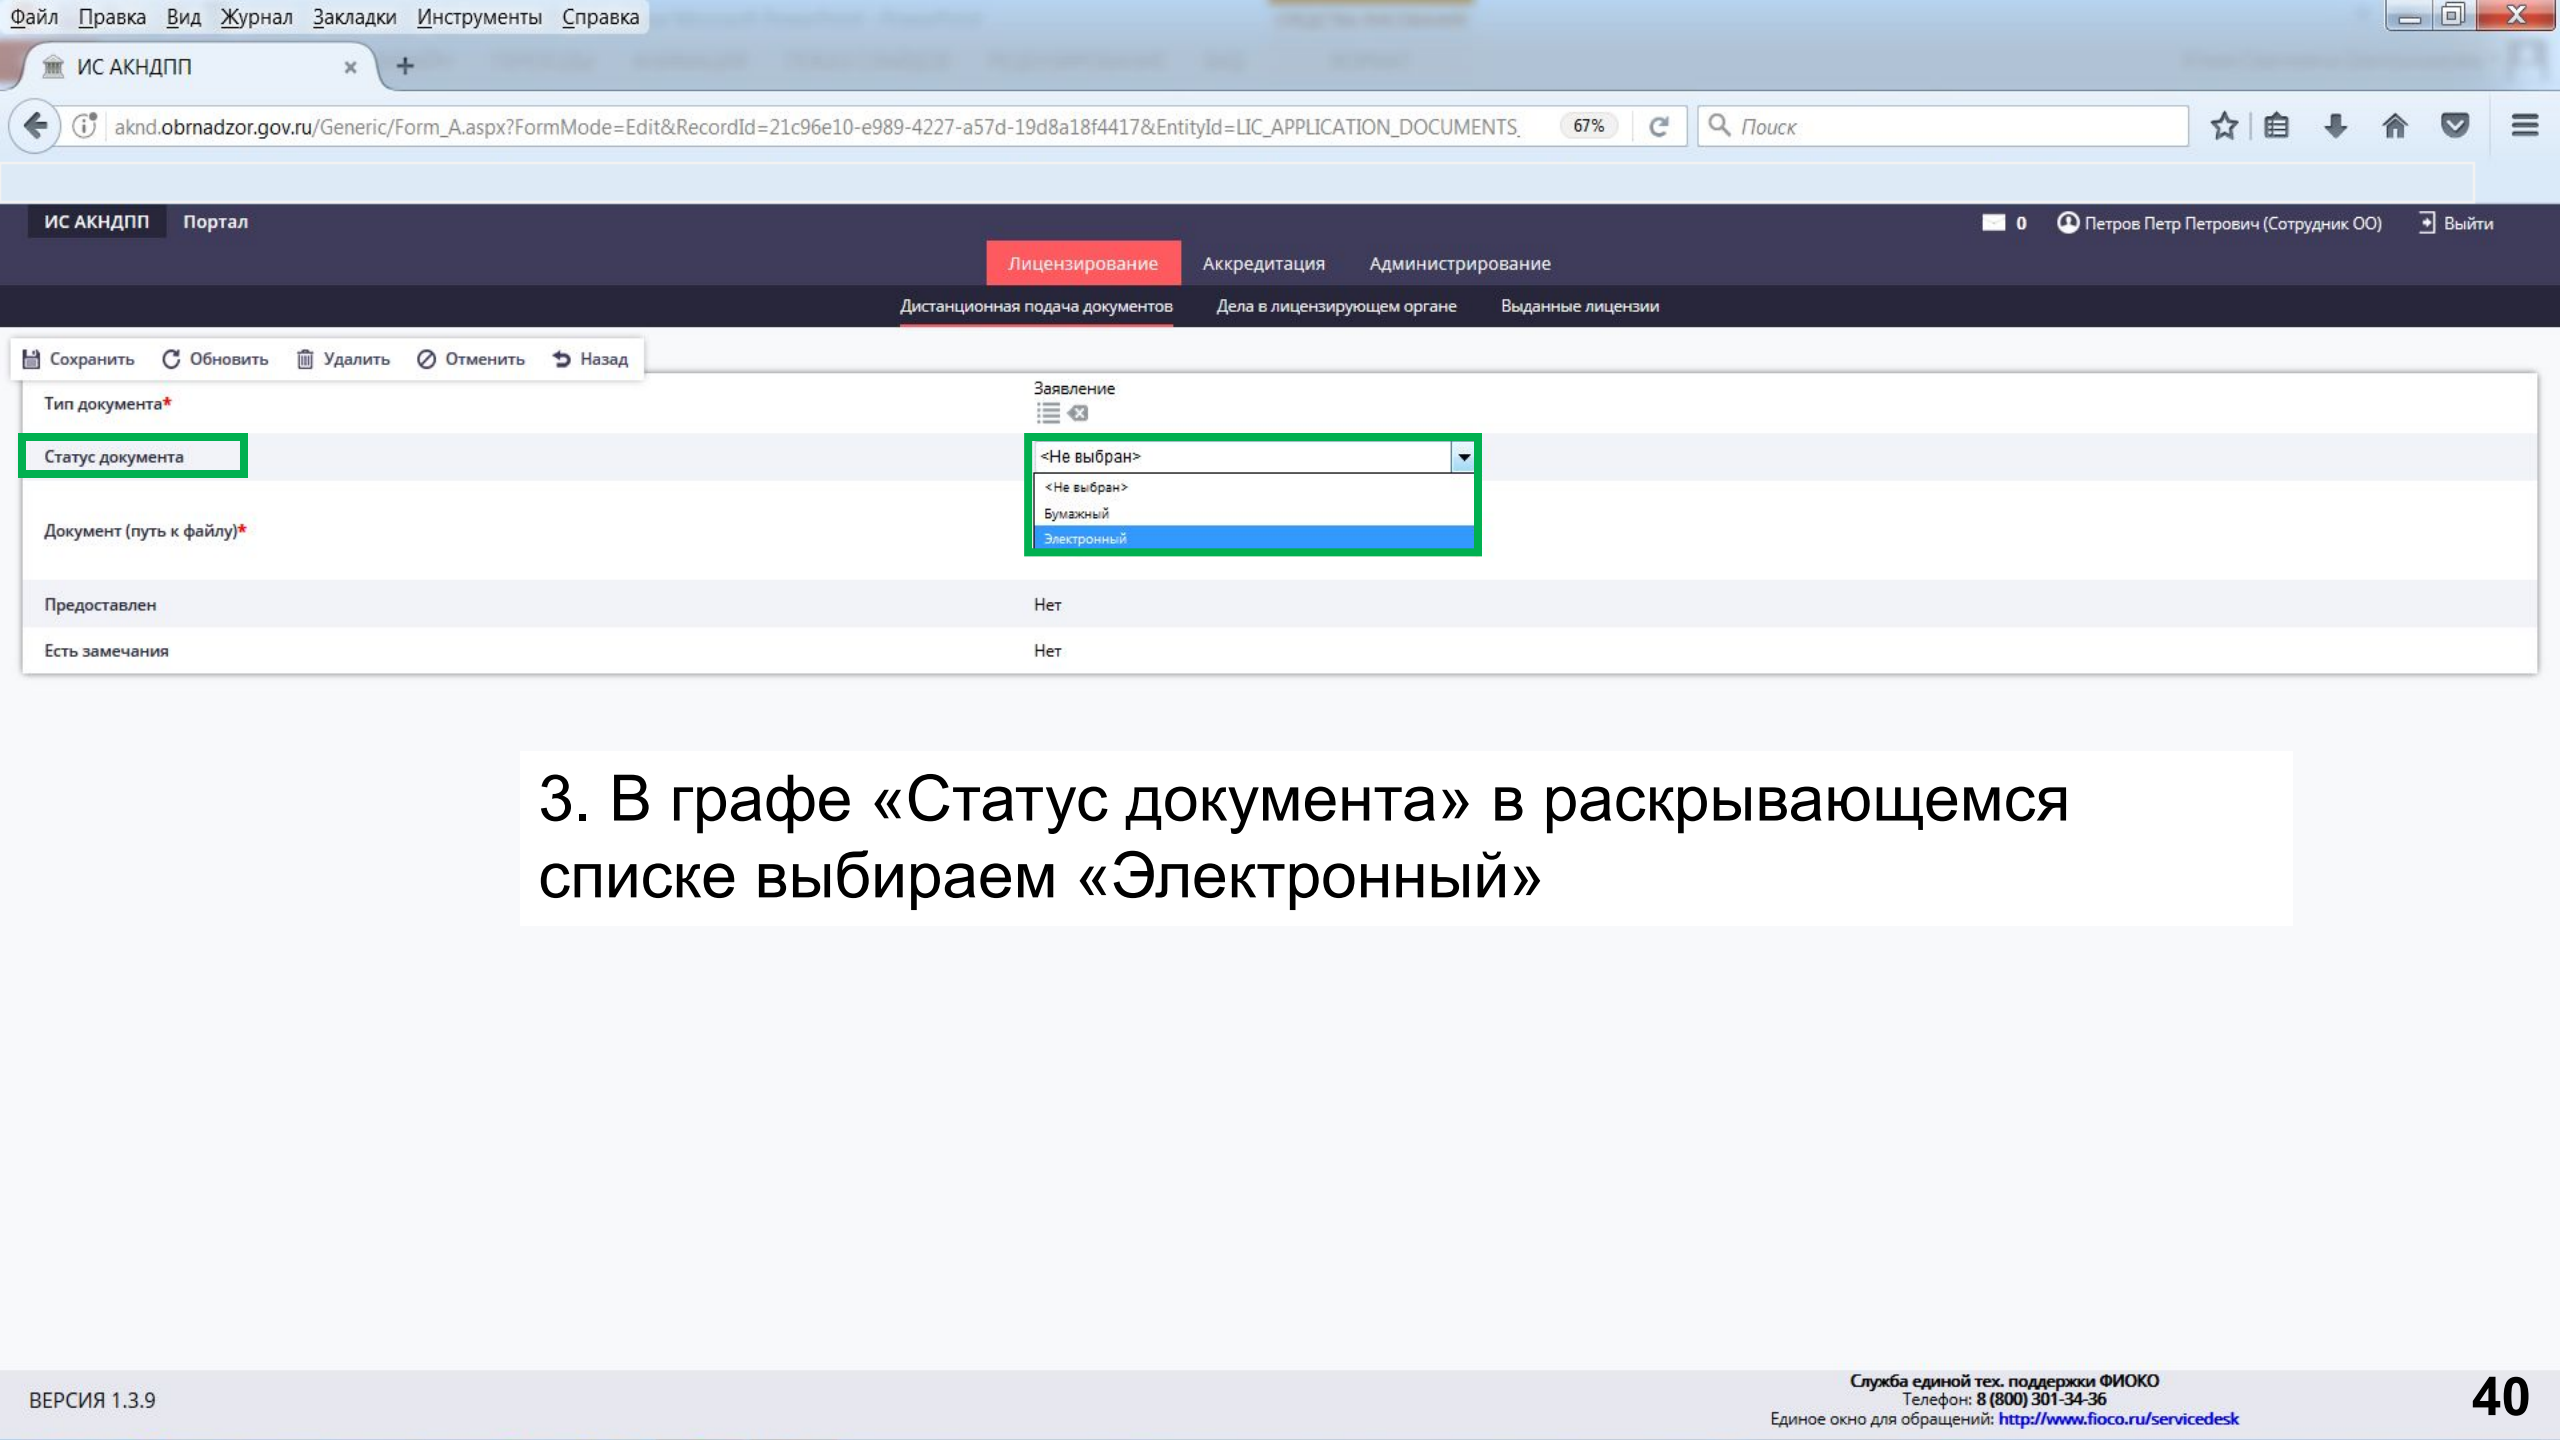 Файл Правка Вид Журнал Закладки Инструменты Справка
ИС АКНДПП
aknd.obrnadzor.gov.ru/Generic/Form_A.aspx?FormMode=Edit&RecordId=21c96e10-e989-4227-a57d-19d8a18f4417&EntityId=LIC_APPLICATION_DOCUMENTS_ 67% Поиск
ИС АКНДПП Портал 0 Петров Петр Петрович (Сотрудник ОО) Выйти
Лицензирование Аккредитация Администрирование
Дистанционная подача документов Дела в лицензирующем органе Выданные лицензии
Сохранить Обновить Удалить Отменить Назад
Тип документа* Заявление
Статус документа <Не выбран>
<Не выбран>
Бумажный
Электронный
Документ (путь к файлу)*
Предоставлен Нет
Есть замечания Нет
3. В графе «Статус документа» в раскрывающемся
списке выбираем «Электронный»
ВЕРСИЯ 1.3.9
Служба единой тех. поддержки ФИОКО
Телефон: 8 (800) 301-34-36
Единое окно для обращений: http://www.fioco.ru/servicedesk
40